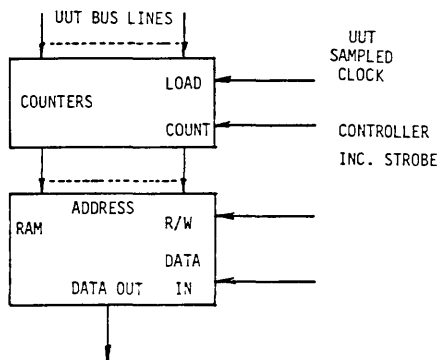 UUT BUS LINES
UUT
SAMPLED
CLOCK
LOAD
COUNTERS
COUNT
CONTROLLER
INC. STROBE
ADDRESS
RAM
R/W
DATA
DATA OUT IN